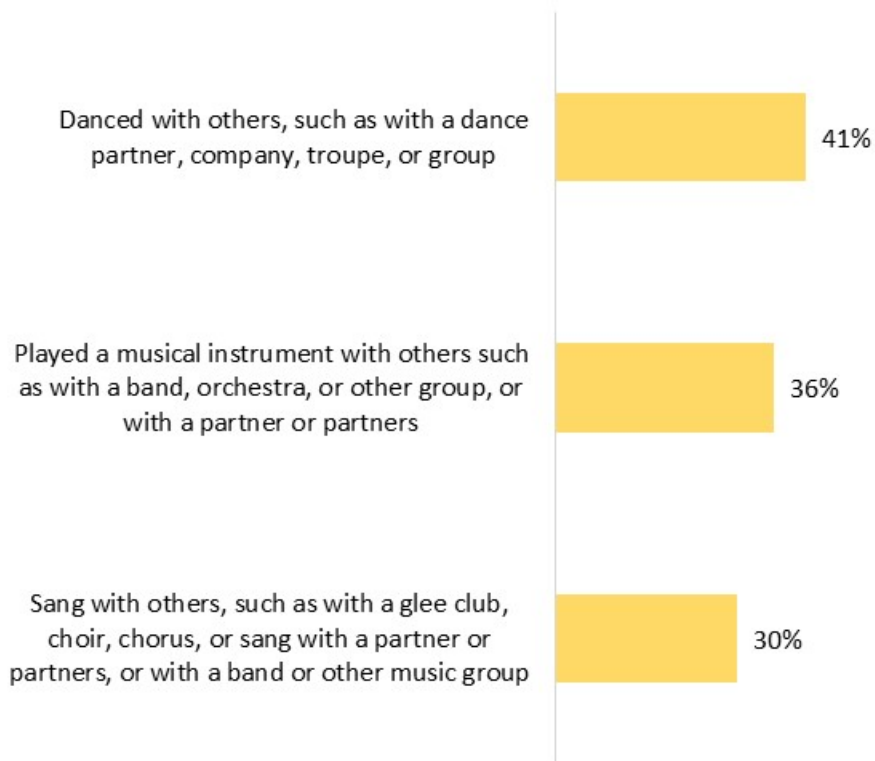 Danced with others, such as with a dance
partner, company, troupe, or group
41%
Played a musical instrument with others such
as with a band, orchestra, or other group, or
with a partner or partners
36%
Sang with others, such as with a glee club,
choir, chorus, or sang with a partner or
partners, or with a band or other music group
30%